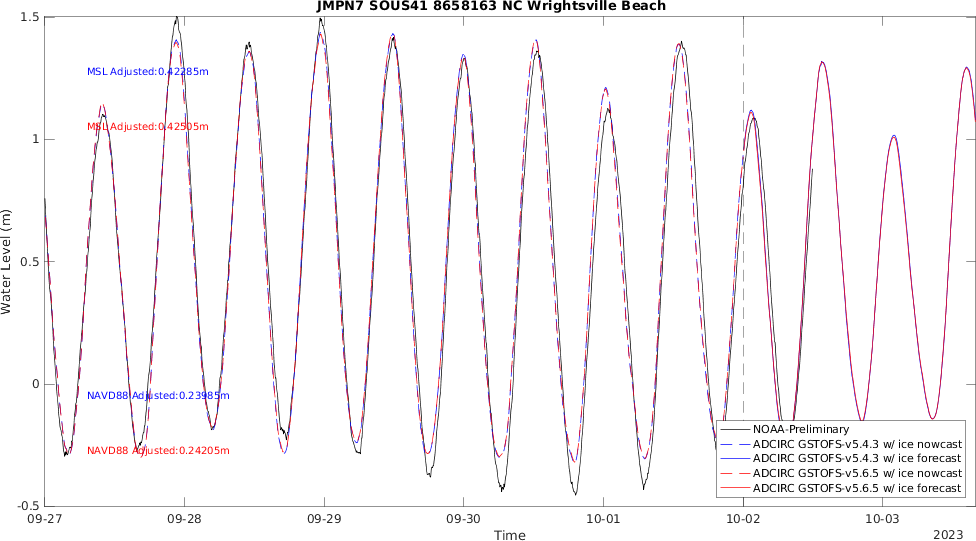 JMPN7 SOUS41 8658163 NC Wrightsville Beach
1.5
1
0.5
0
-0.5
Water Level (m)
MSL Adjusted:0.42285m
MSL Adjusted:0.42505m
NAVD88 Adjusted:0.23985m
NAVD88 Adjusted:0.24205m
NOAA-Preliminary
ADCIRC GSTOFS-v5.4.3 w/ ice nowcast
ADCIRC GSTOFS-v5.4.3 w/ ice forecast
ADCIRC GSTOFS-v5.6.5 w/ ice nowcast
ADCIRC GSTOFS-v5.6.5 w/ ice forecast
09-27 09-28 09-29 09-30 10-01 10-02 10-03
Time
2023